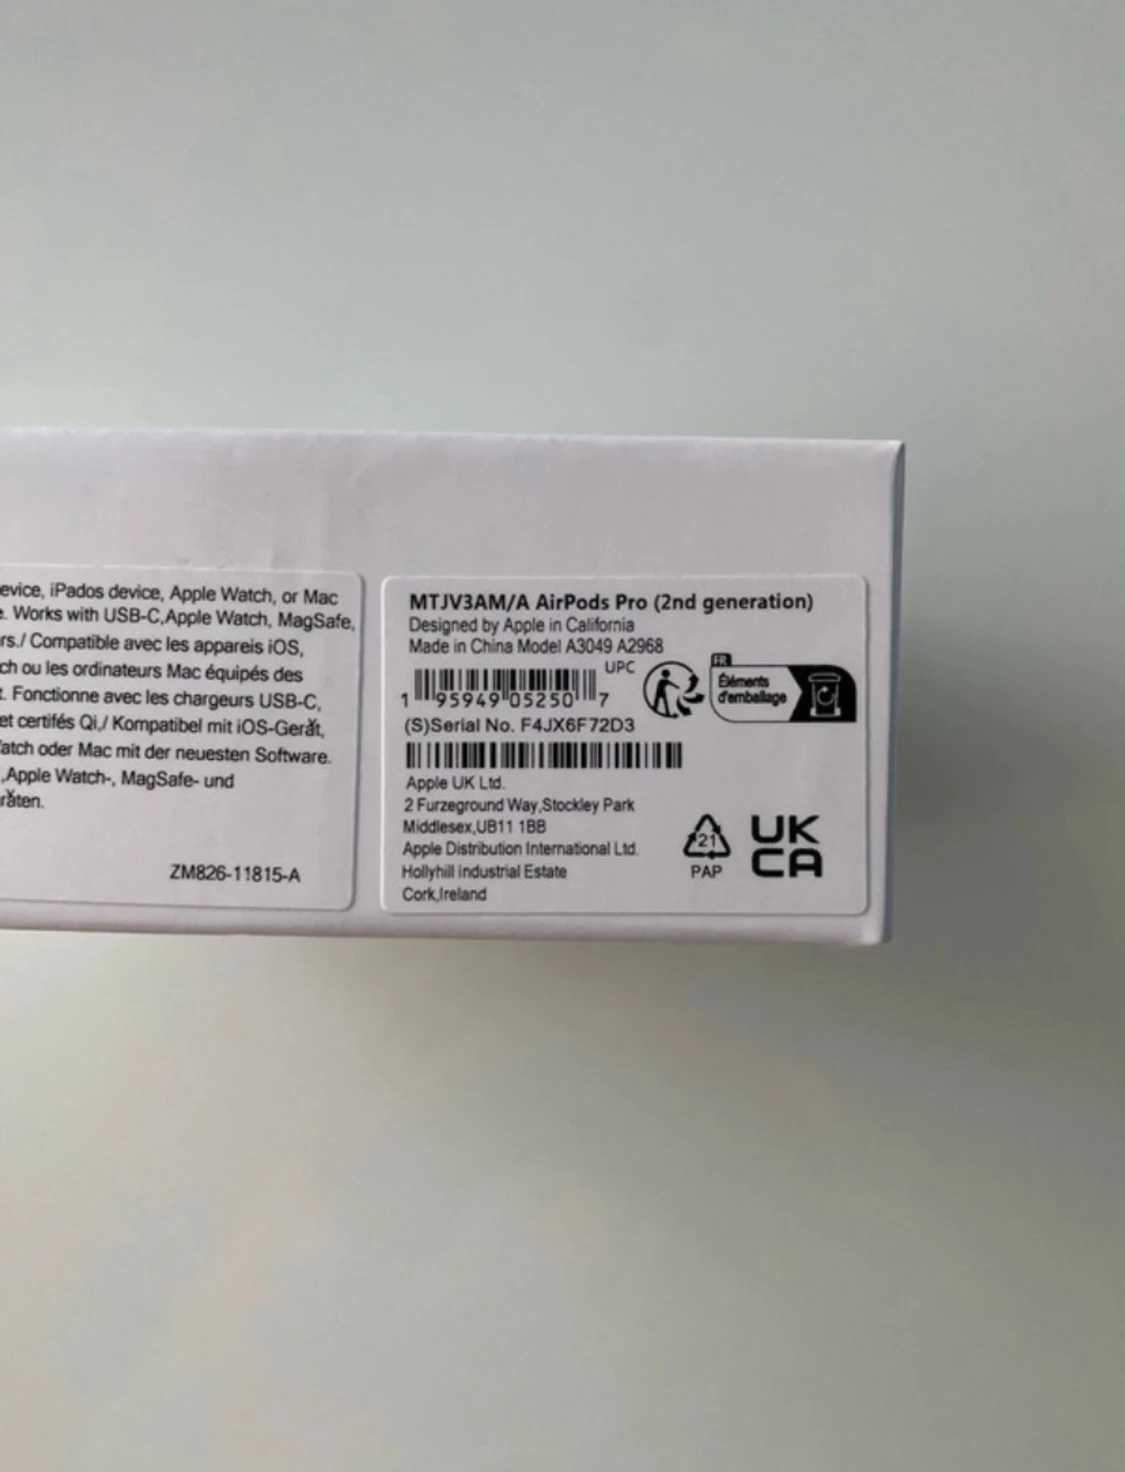 evice, iPados device, Apple Watch, or Mac
. Works with USB-C,Apple Watch, MagSafe,
rs./ Compatible avec les appareis iOS,
ch ou les ordinateurs Mac équipés des
t. Fonctionne avec les chargeurs USB-C,
et certifés Qi,/ Kompatibel mit iOS-Gerǎt,
atch oder Mac mit der neuesten Software.
,Apple Watch-, MagSafe- und
rǎten.
ZM826-11815-A
MTJV3AM/A AirPods Pro (2nd generation)
Designed by Apple in California
Made in China Model A3049 A2968
UPC
1 95949 05250 7
(S)Serial No. F4JX6F72D3
Apple UK Ltd.
2 Furzeground Way,Stockley Park
Middlesex,UB11 1BB
Apple Distribution International Ltd.
Hollyhill Industrial Estate
Cork,Ireland
FR
Éléments
d'emballage
21
PAP
UK
CA